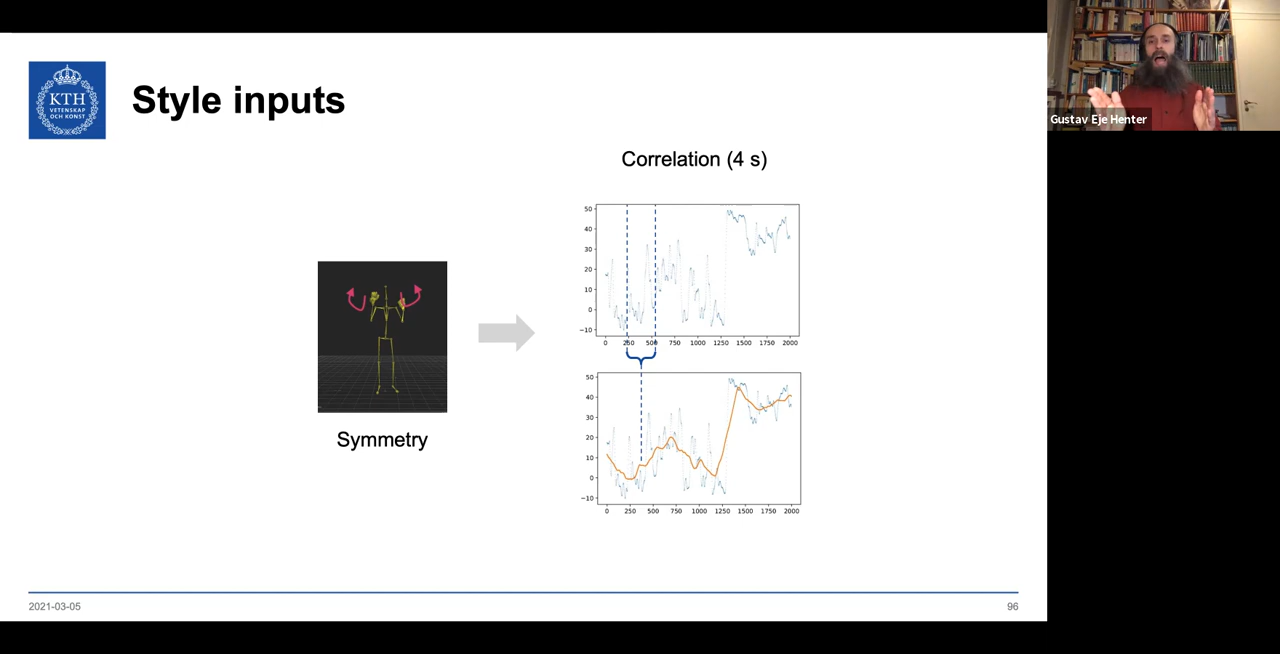 KTH
VETENSKAP
OCH KONST
Style inputs
Gustav Eje Henter
Correlation (4 s)
50
40
30
20
10
0
−10
0 250 500 750 1000 1250 1500 1750 2000
Symmetry
50
40
30
20
10
0
−10
0 250 500 750 1000 1250 1500 1750 2000
2021-03-05
96